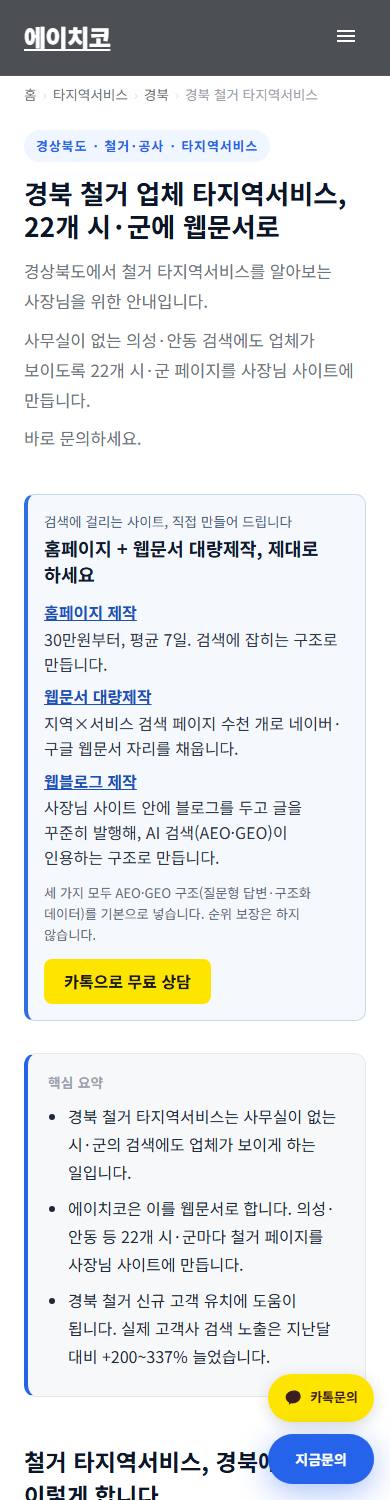 에이치코
홈 › 타지역서비스 › 경북 › 경북 철거 타지역서비스
경상북도 · 철거·공사 · 타지역서비스
경북 철거 업체 타지역서비스,
22개 시·군에 웹문서로
경상북도에서 철거 타지역서비스를 알아보는
사장님을 위한 안내입니다.
사무실이 없는 의성·안동 검색에도 업체가
보이도록 22개 시·군 페이지를 사장님 사이트에
만듭니다.
바로 문의하세요.
검색에 걸리는 사이트, 직접 만들어 드립니다
홈페이지 + 웹문서 대량제작, 제대로
하세요
홈페이지 제작
30만원부터, 평균 7일. 검색에 잡히는 구조로
만듭니다.
웹문서 대량제작
지역×서비스 검색 페이지 수천 개로 네이버·
구글 웹문서 자리를 채웁니다.
웹블로그 제작
사장님 사이트 안에 블로그를 두고 글을
꾸준히 발행해, AI 검색(AEO·GEO)이
인용하는 구조로 만듭니다.
세 가지 모두 AEO·GEO 구조(질문형 답변·구조화
데이터)를 기본으로 넣습니다. 순위 보장은 하지
않습니다.
카톡으로 무료 상담
핵심 요약
• 경북 철거 타지역서비스는 사무실이 없는
시·군의 검색에도 업체가 보이게 하는
일입니다.
• 에이치코은 이를 웹문서로 합니다. 의성·
안동 등 22개 시·군마다 철거 페이지를
사장님 사이트에 만듭니다.
• 경북 철거 신규 고객 유치에 도움이
됩니다. 실제 고객사 검색 노출은 지난달
대비 +200~337% 늘었습니다.
카톡문의
철거 타지역서비스, 경북에
지금문의
이렇게 합니다